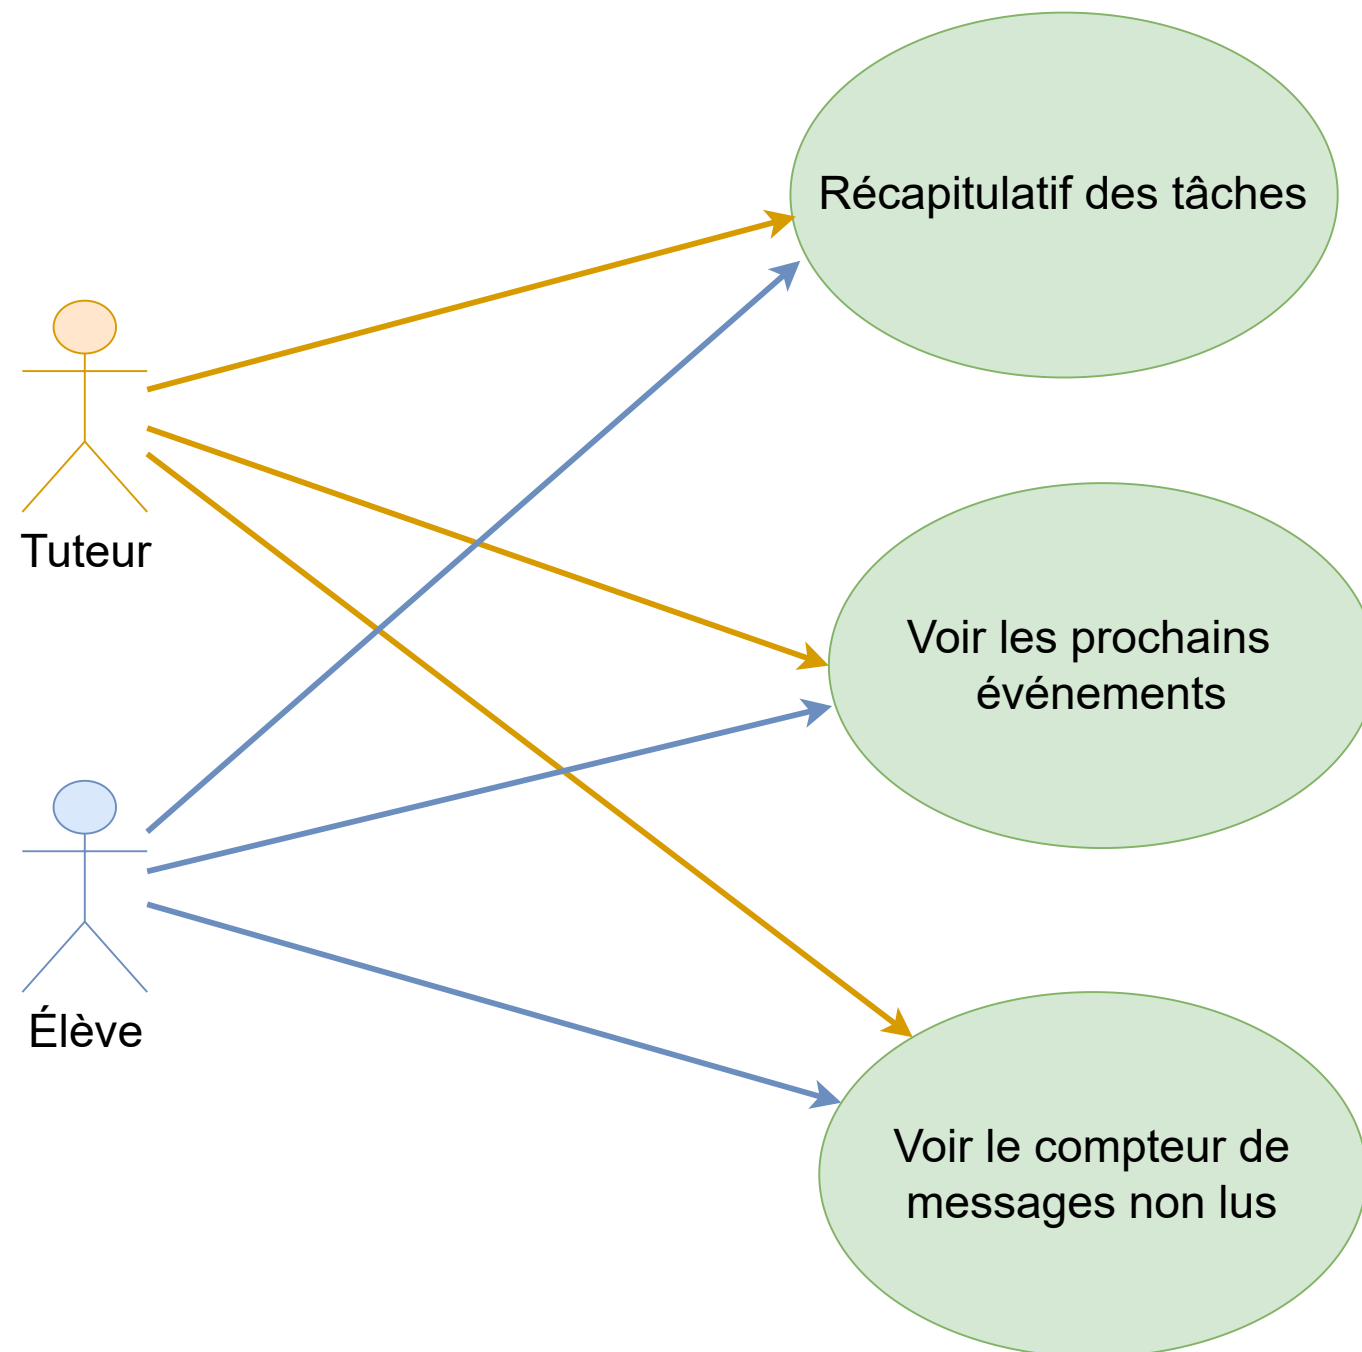 Récapitulatif des tâches
Tuteur
Voir les prochains
événements
Élève
Voir le compteur de
messages non lus